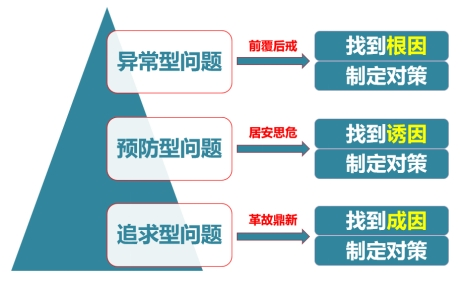 异常型问题
前覆后戒
找到根因
制定对策
预防型问题
居安思危
找到诱因
制定对策
追求型问题
革故鼎新
找到成因
制定对策